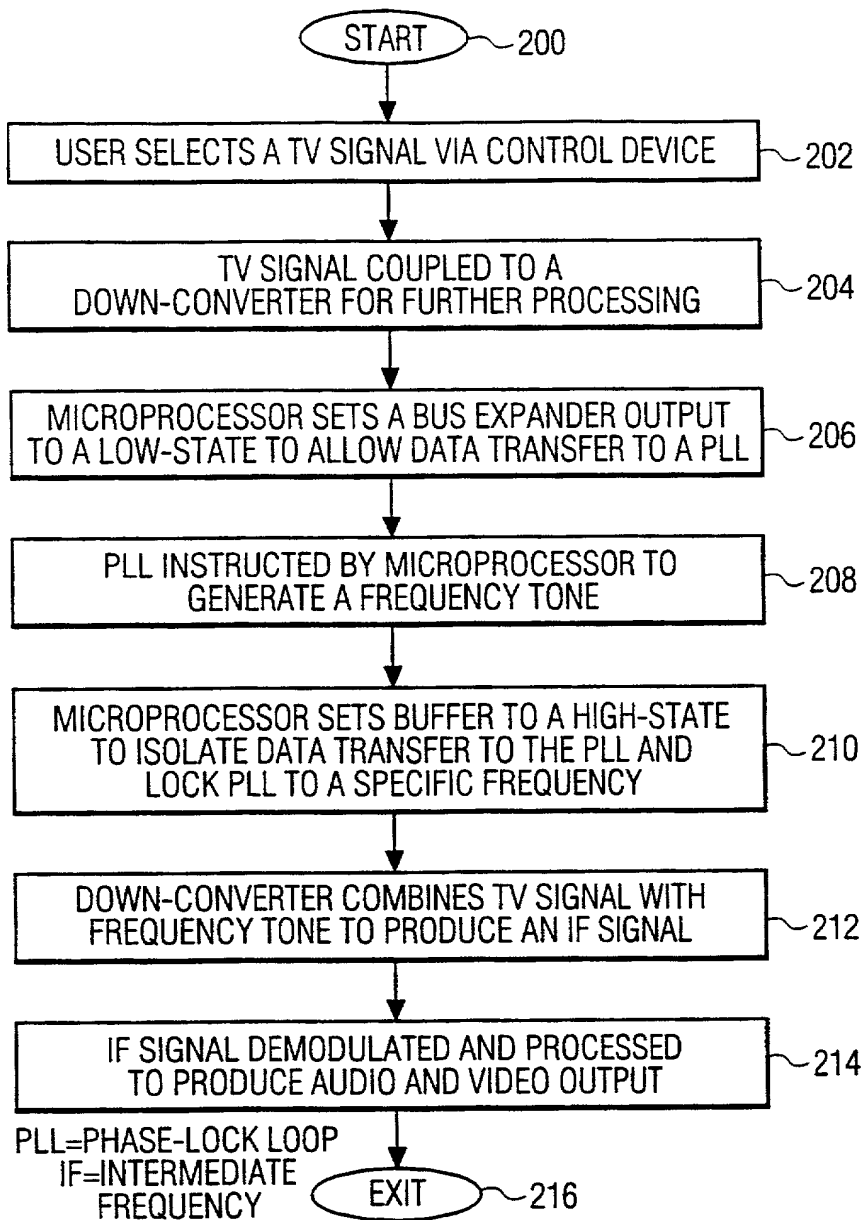 START
200
USER SELECTS A TV SIGNAL VIA CONTROL DEVICE
202
TV SIGNAL COUPLED TO A
DOWN-CONVERTER FOR FURTHER PROCESSING
204
MICROPROCESSOR SETS A BUS EXPANDER OUTPUT
TO A LOW-STATE TO ALLOW DATA TRANSFER TO A PLL
206
PLL INSTRUCTED BY MICROPROCESSOR TO
GENERATE A FREQUENCY TONE
208
MICROPROCESSOR SETS BUFFER TO A HIGH-STATE
TO ISOLATE DATA TRANSFER TO THE PLL AND
LOCK PLL TO A SPECIFIC FREQUENCY
210
DOWN-CONVERTER COMBINES TV SIGNAL WITH
FREQUENCY TONE TO PRODUCE AN IF SIGNAL
212
IF SIGNAL DEMODULATED AND PROCESSED
TO PRODUCE AUDIO AND VIDEO OUTPUT
214
PLL=PHASE-LOCK LOOP
IF=INTERMEDIATE
FREQUENCY
EXIT
216